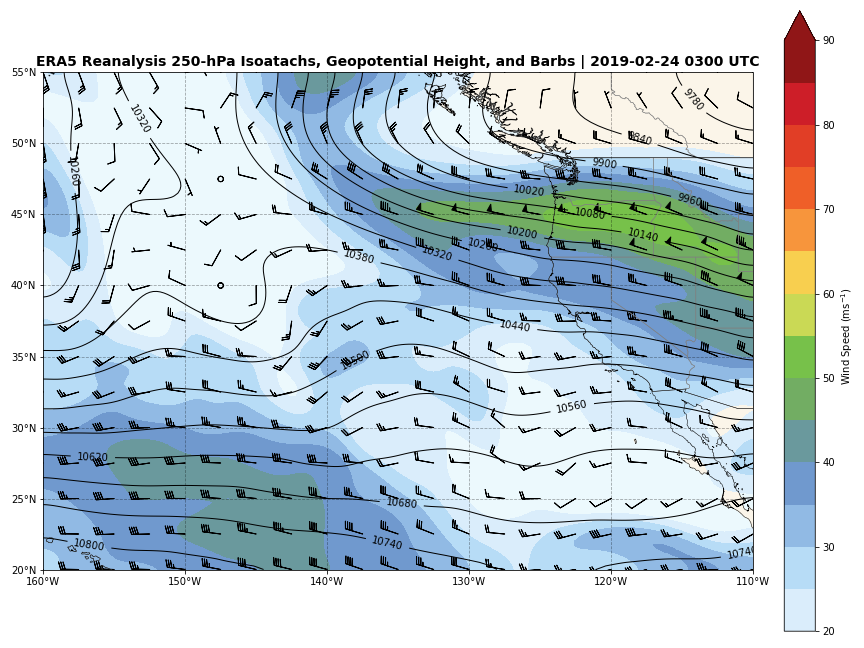 ERA5 Reanalysis 250-hPa Isoatachs, Geopotential Height, and Barbs | 2019-02-24 0300 UTC
55°N
50°N
45°N
40°N
35°N
30°N
25°N
20°N
160°W
150°W
140°W
130°W
120°W
110°W
10320
10260
9780
9840
9900
9960
10020
10080
10140
10200
10260
10320
10380
10440
10500
10560
10620
10680
10740
10800
10740
90
80
70
60
50
40
30
20
Wind Speed (ms⁻¹)